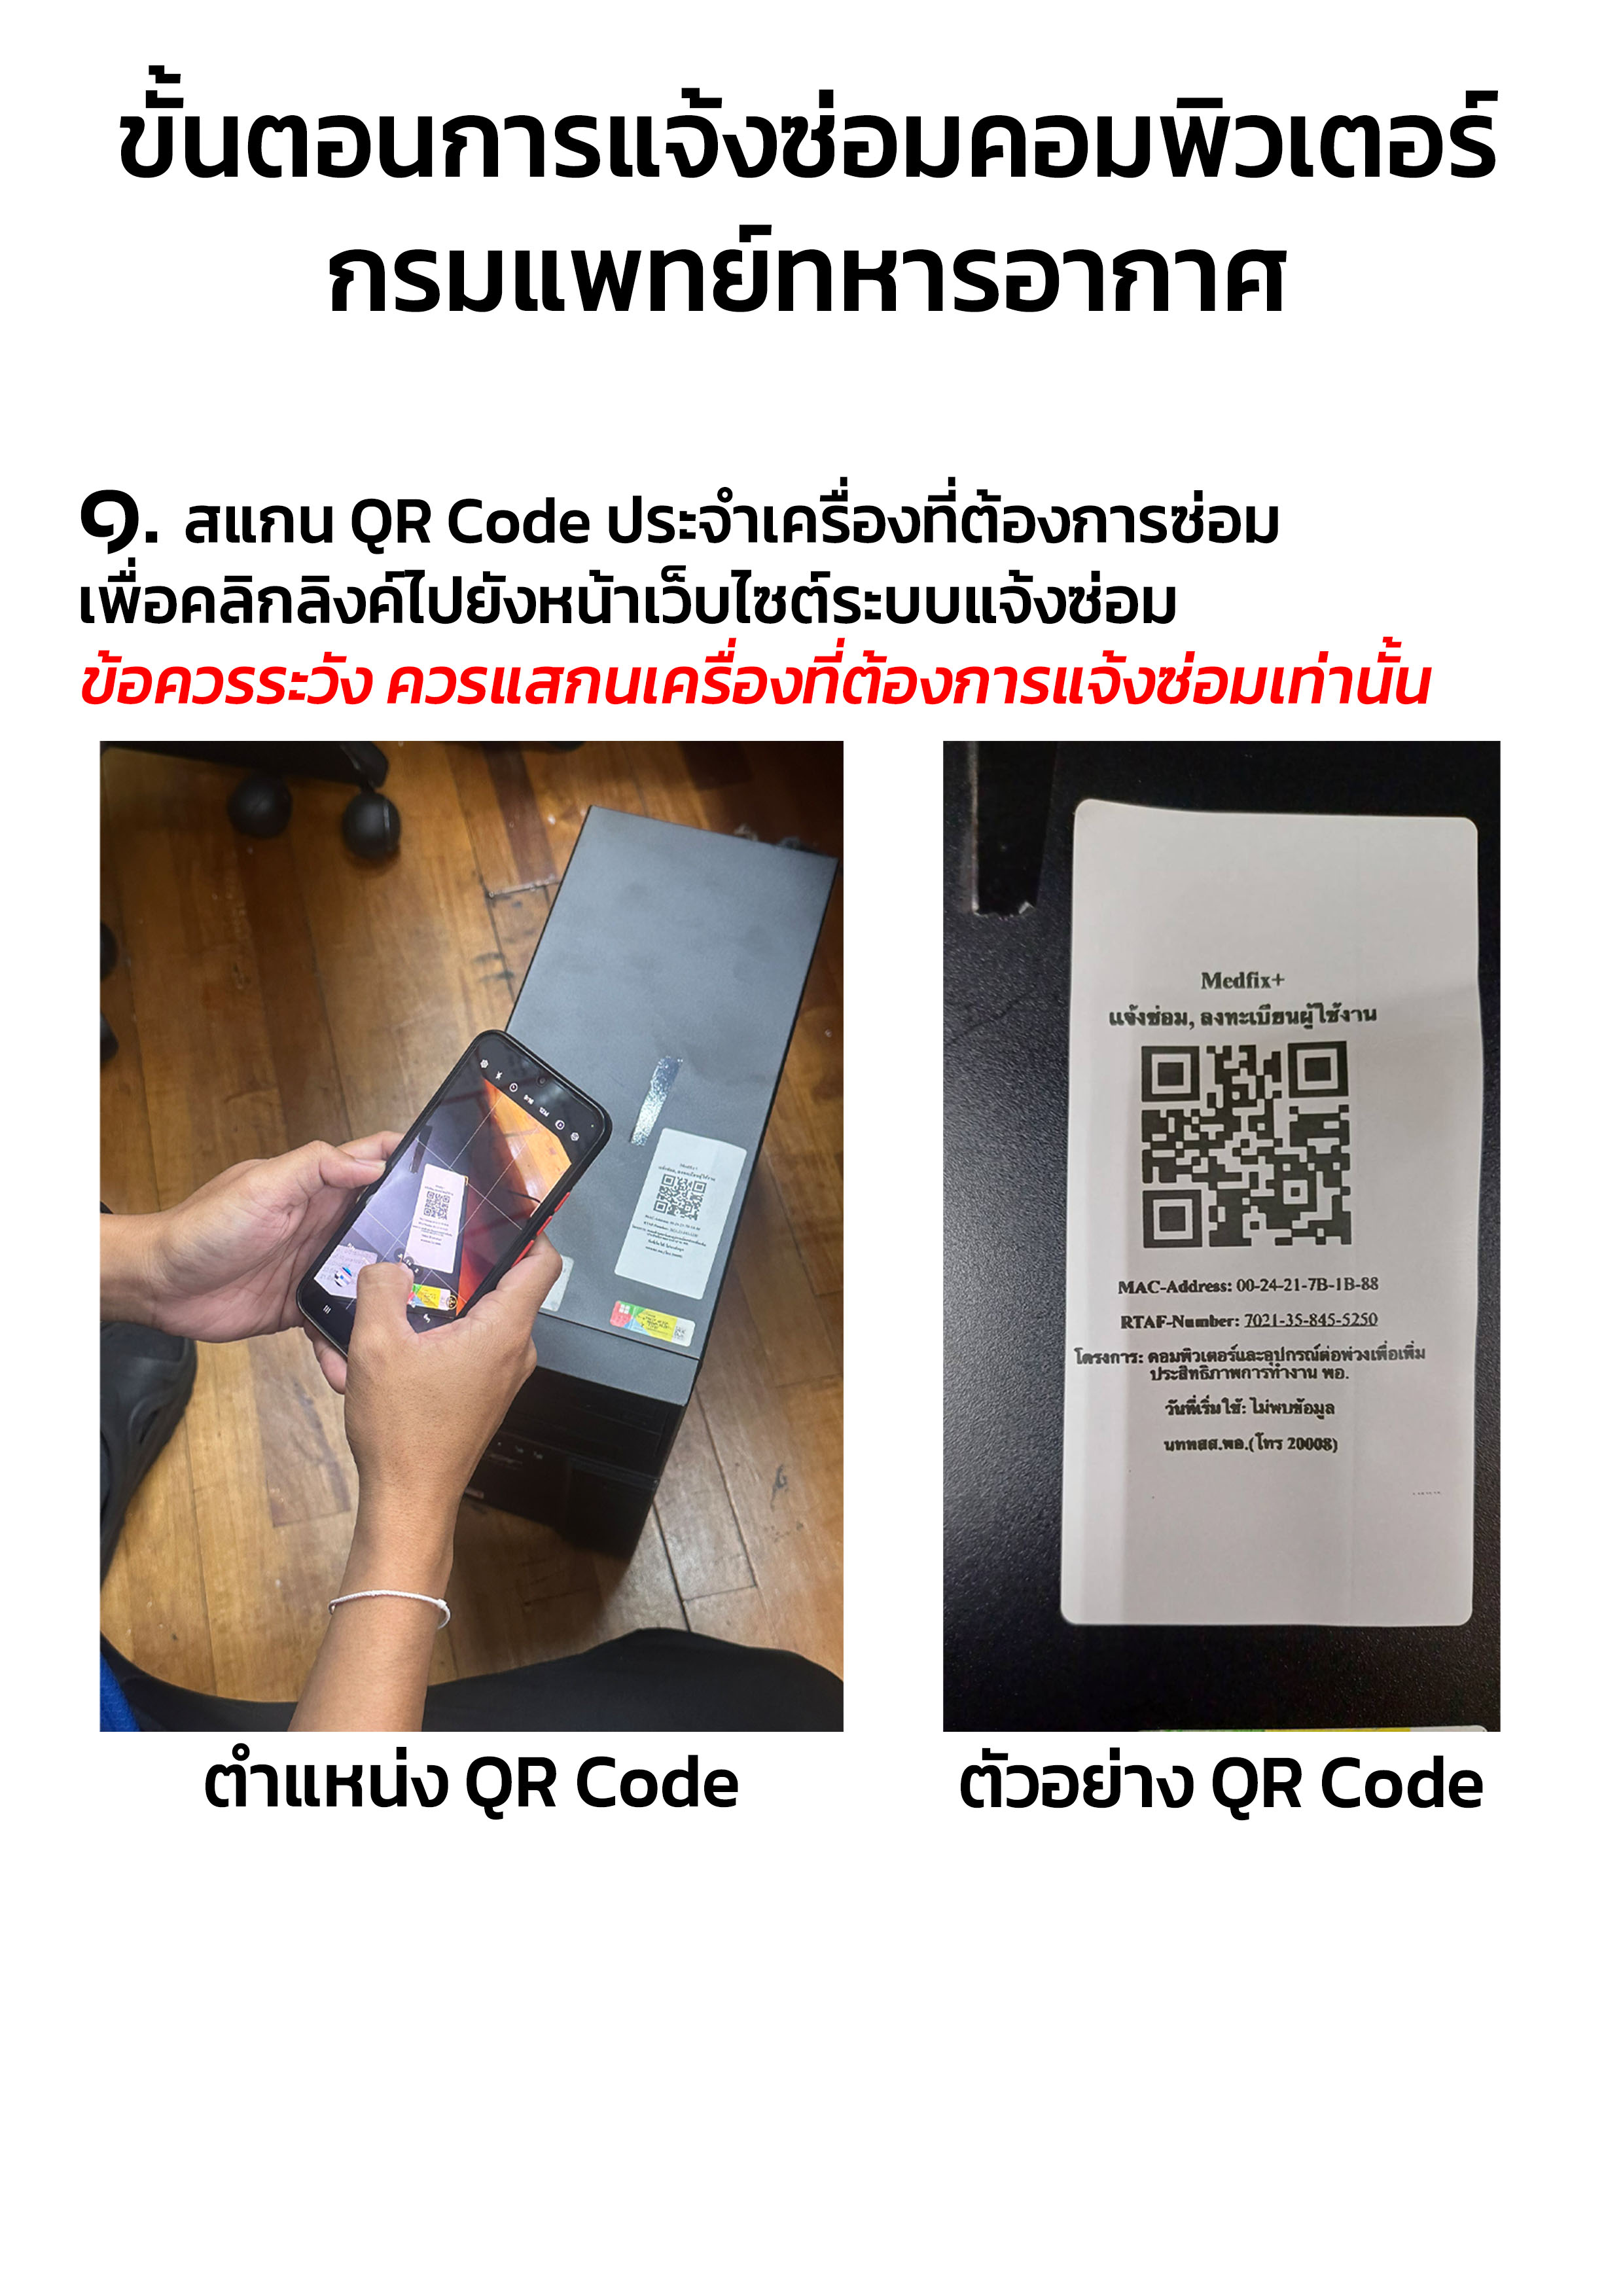 ขั้นตอนการแจ้งซ่อมคอมพิวเตอร์
กรมแพทย์ทหารอากาศ
๑. สแกน QR Code ประจำเครื่องที่ต้องการซ่อม
เพื่อคลิกลิงค์ไปยังหน้าเว็บไซต์ระบบแจ้งซ่อม
ข้อควรระวัง ควรแสกนเครื่องที่ต้องการแจ้งซ่อมเท่านั้น
Medfix+
แจ้งซ่อม, ลงทะเบียนผู้ใช้งาน
MAC-Address: 00-24-21-7B-1B-88
RTAF-Number: 7021-35-845-5250
โครงการ: คอมพิวเตอร์และอุปกรณ์ต่อพ่วงเพื่อเพิ่ม
ประสิทธิภาพการทำงาน พอ.
วันที่เริ่มใช้: ไม่พบข้อมูล
นทหสส.พอ.(โทร 20008)
ตำแหน่ง QR Code
ตัวอย่าง QR Code